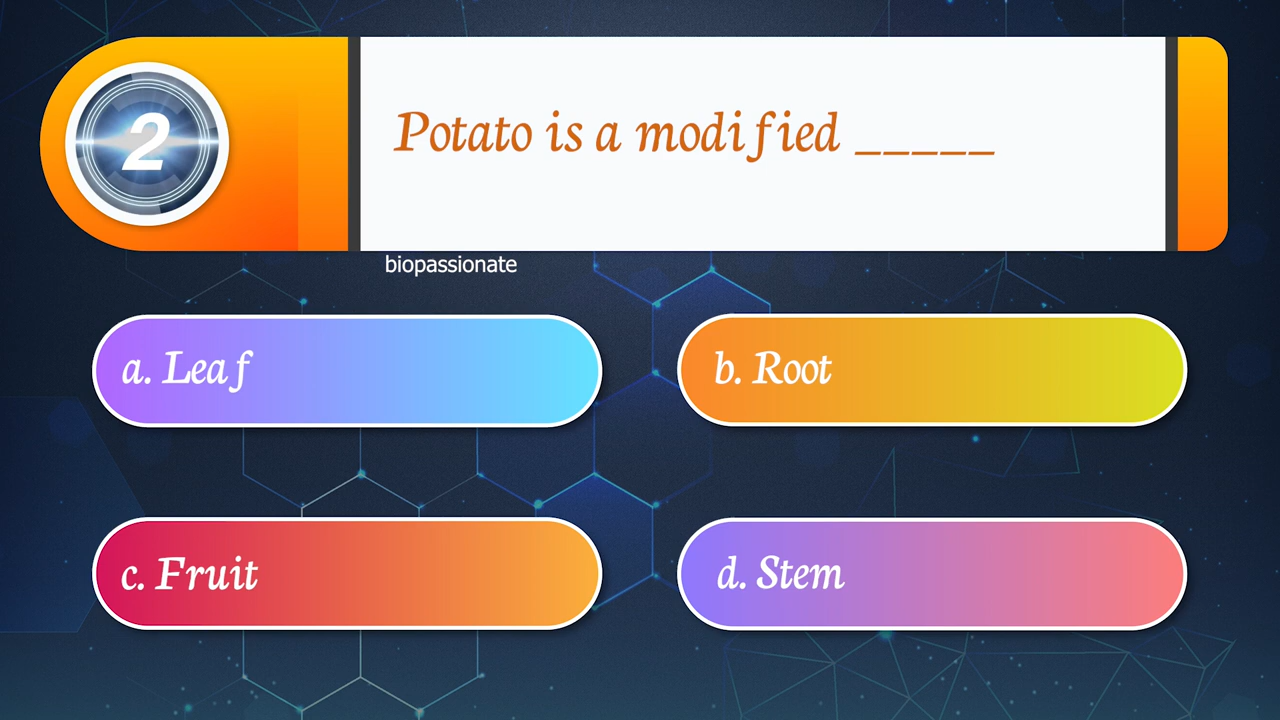 2
Potato is a modified _____
biopassionate
a. Leaf
b. Root
c. Fruit
d. Stem